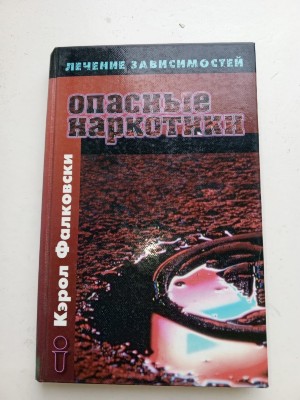 ЛЕЧЕНИЕ ЗАВИСИМОСТЕЙ
ОПАСНЫЕ
НАРКОТИКИ
Кэрол Фалковски